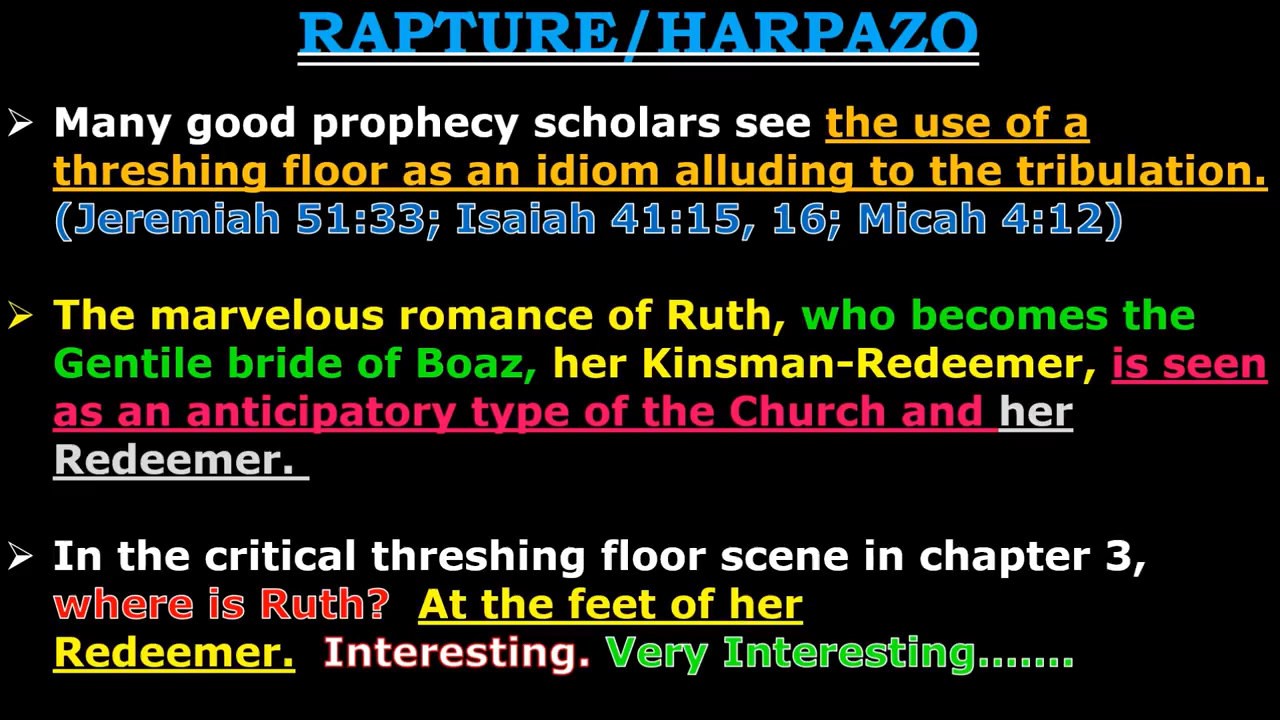 RAPTURE/HARPAZO
➢ Many good prophecy scholars see the use of a
threshing floor as an idiom alluding to the tribulation.
(Jeremiah 51:33; Isaiah 41:15, 16; Micah 4:12)
➢ The marvelous romance of Ruth, who becomes the
Gentile bride of Boaz, her Kinsman-Redeemer, is seen
as an anticipatory type of the Church and her
Redeemer.
➢ In the critical threshing floor scene in chapter 3,
where is Ruth? At the feet of her
Redeemer. Interesting. Very Interesting.......